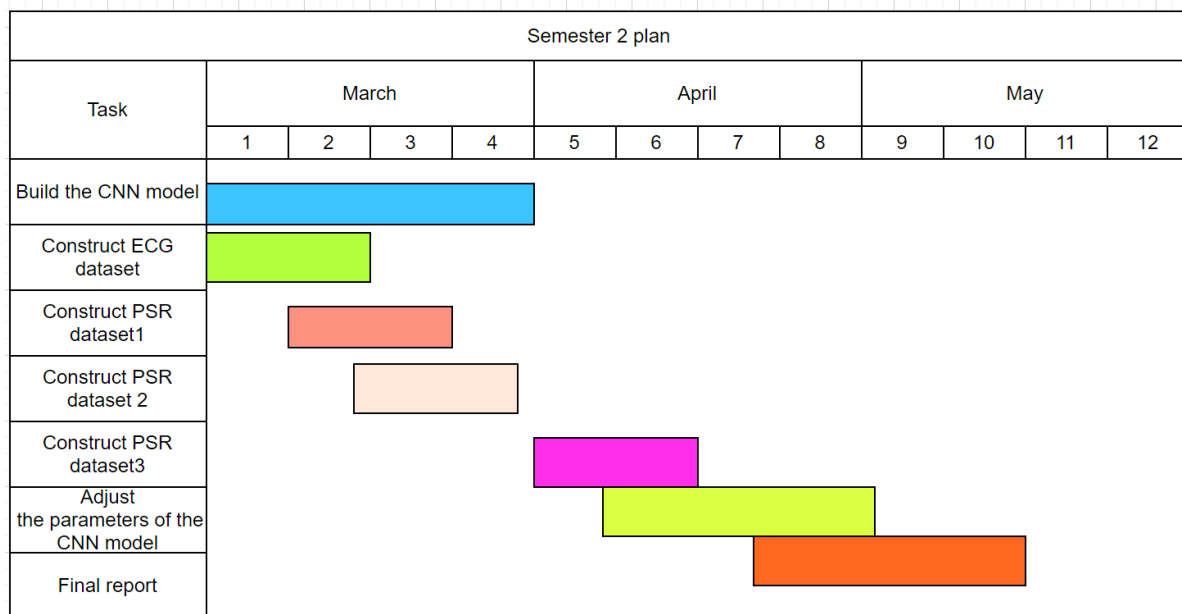 Semester 2 plan
Task
March
April
May
1 2 3 4 5 6 7 8 9 10 11 12
Build the CNN model
Construct ECG
dataset
Construct PSR
dataset1
Construct PSR
dataset 2
Construct PSR
dataset3
Adjust
the parameters of the
CNN model
Final report